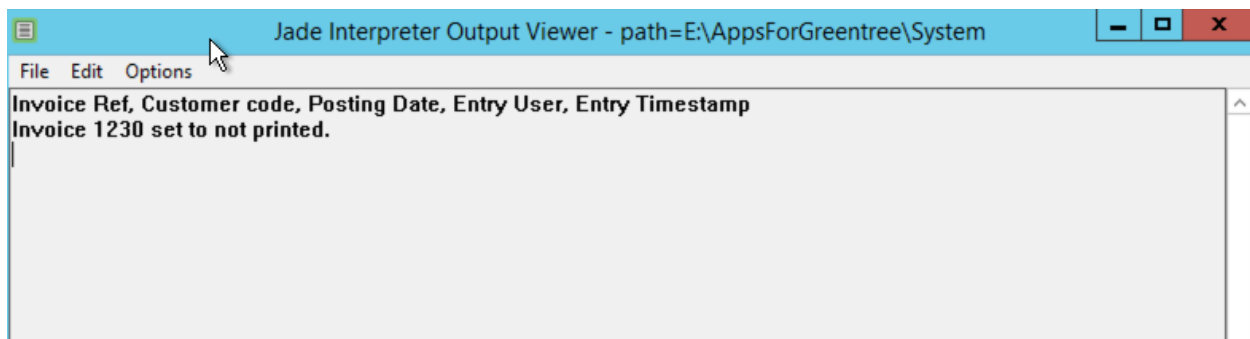 Jade Interpreter Output Viewer - path=E:\AppsForGreentree\System
File Edit Options
Invoice Ref, Customer code, Posting Date, Entry User, Entry Timestamp
Invoice 1230 set to not printed.